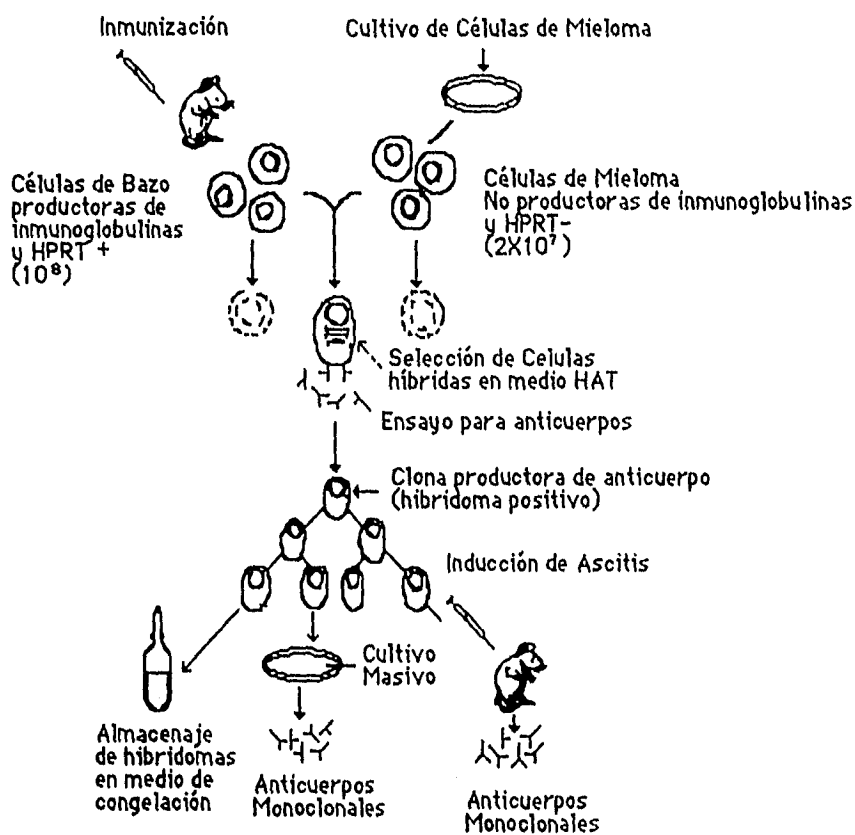 Inmunización
Cultivo de Células de Mieloma
Células de Bazo
productoras de
inmunoglobulinas
y HPRT +
(10⁸)
Células de Mieloma
No productoras de inmunoglobulinas
y HPRT-
(2X10⁷)
Selección de Celulas
híbridas en medio HAT
Ensayo para anticuerpos
Clona productora de anticuerpo
(hibridoma positivo)
Inducción de Ascitis
Cultivo
Masivo
Almacenaje
de hibridomas
en medio de
congelación
Anticuerpos
Monoclonales
Anticuerpos
Monoclonales